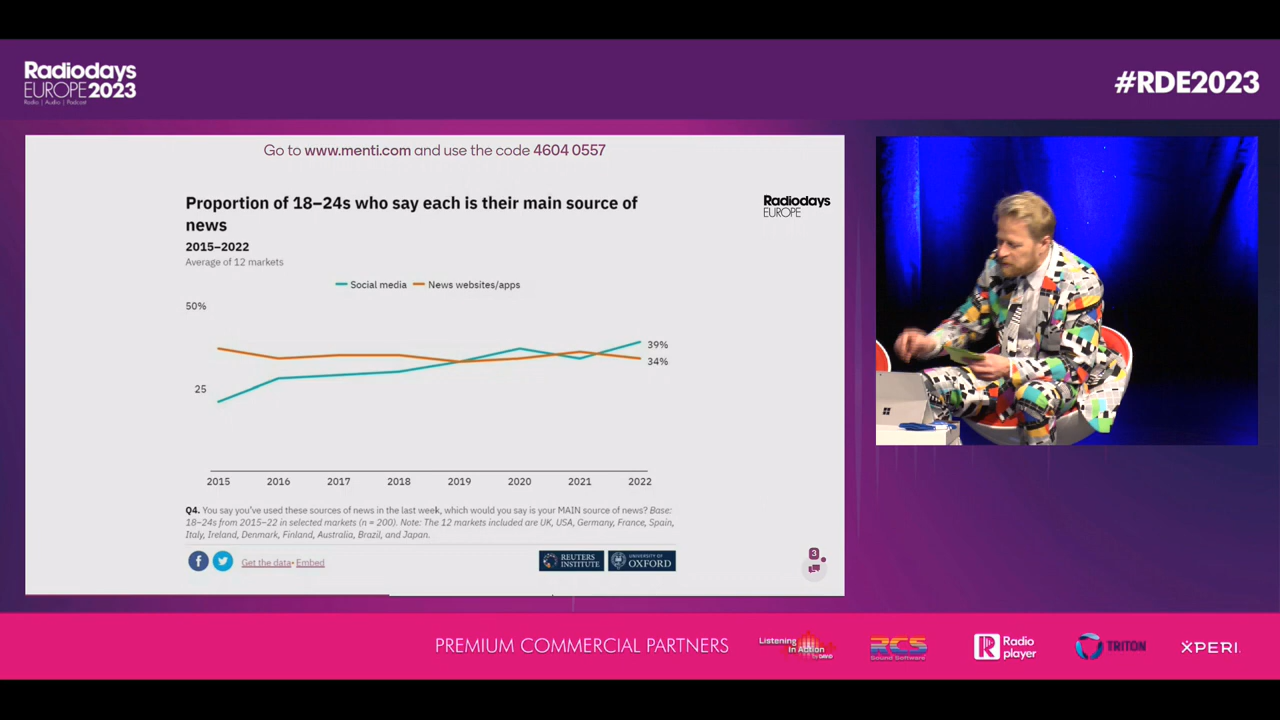 Radiodays
EUROPE 2023
Radio | Audio | Podcast
#RDE2023
Go to www.menti.com and use the code 4604 0557
Proportion of 18–24s who say each is their main source of
news
2015–2022
Average of 12 markets
Radiodays
EUROPE
Social media
News websites/apps
50%
39%
34%
25
2015 2016 2017 2018 2019 2020 2021 2022
Q4. You say you've used these sources of news in the last week, which would you say is your MAIN source of news? Base:
18–24s from 2015–22 in selected markets (n ≈ 200). Note: The 12 markets included are UK, USA, Germany, France, Spain,
Italy, Ireland, Denmark, Finland, Australia, Brazil, and Japan.
Get the data • Embed
REUTERS
INSTITUTE
UNIVERSITY OF
OXFORD
3
PREMIUM COMMERCIAL PARTNERS
Listening
In Action
by DAVID
RCS
Sound Software
Radio
player
TRITON
XPERI